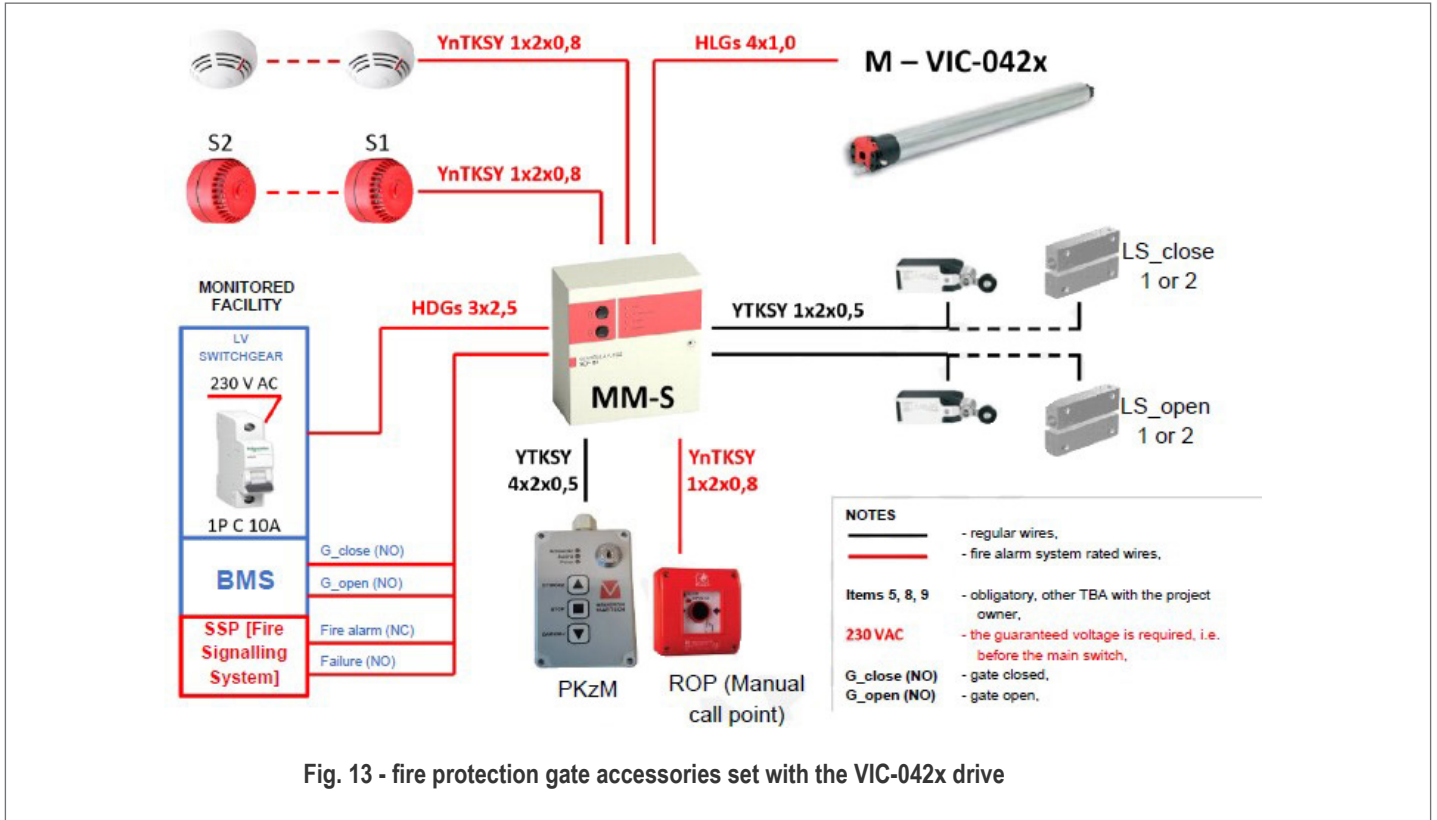 YnTKSY 1x2x0,8
HLGs 4x1,0
M – VIC-042x
S2
S1
YnTKSY 1x2x0,8
LS_close
1 or 2
MONITORED
FACILITY
HDGs 3x2,5
YTKSY 1x2x0,5
LV
SWITCHGEAR
230 V AC
MM-S
LS_open
1 or 2
YTKSY
4x2x0,5
YnTKSY
1x2x0,8
1P C 10A
BMS
G_close (NO)
G_open (NO)
SSP [Fire
Signalling
System]
Fire alarm (NC)
Failure (NO)
STOP
PKzM
ROP (Manual
call point)
NOTES
- regular wires,
- fire alarm system rated wires,
Items 5, 8, 9 - obligatory, other TBA with the project
owner,
230 VAC - the guaranteed voltage is required, i.e.
before the main switch,
G_close (NO) - gate closed,
G_open (NO) - gate open,
Fig. 13 - fire protection gate accessories set with the VIC-042x drive